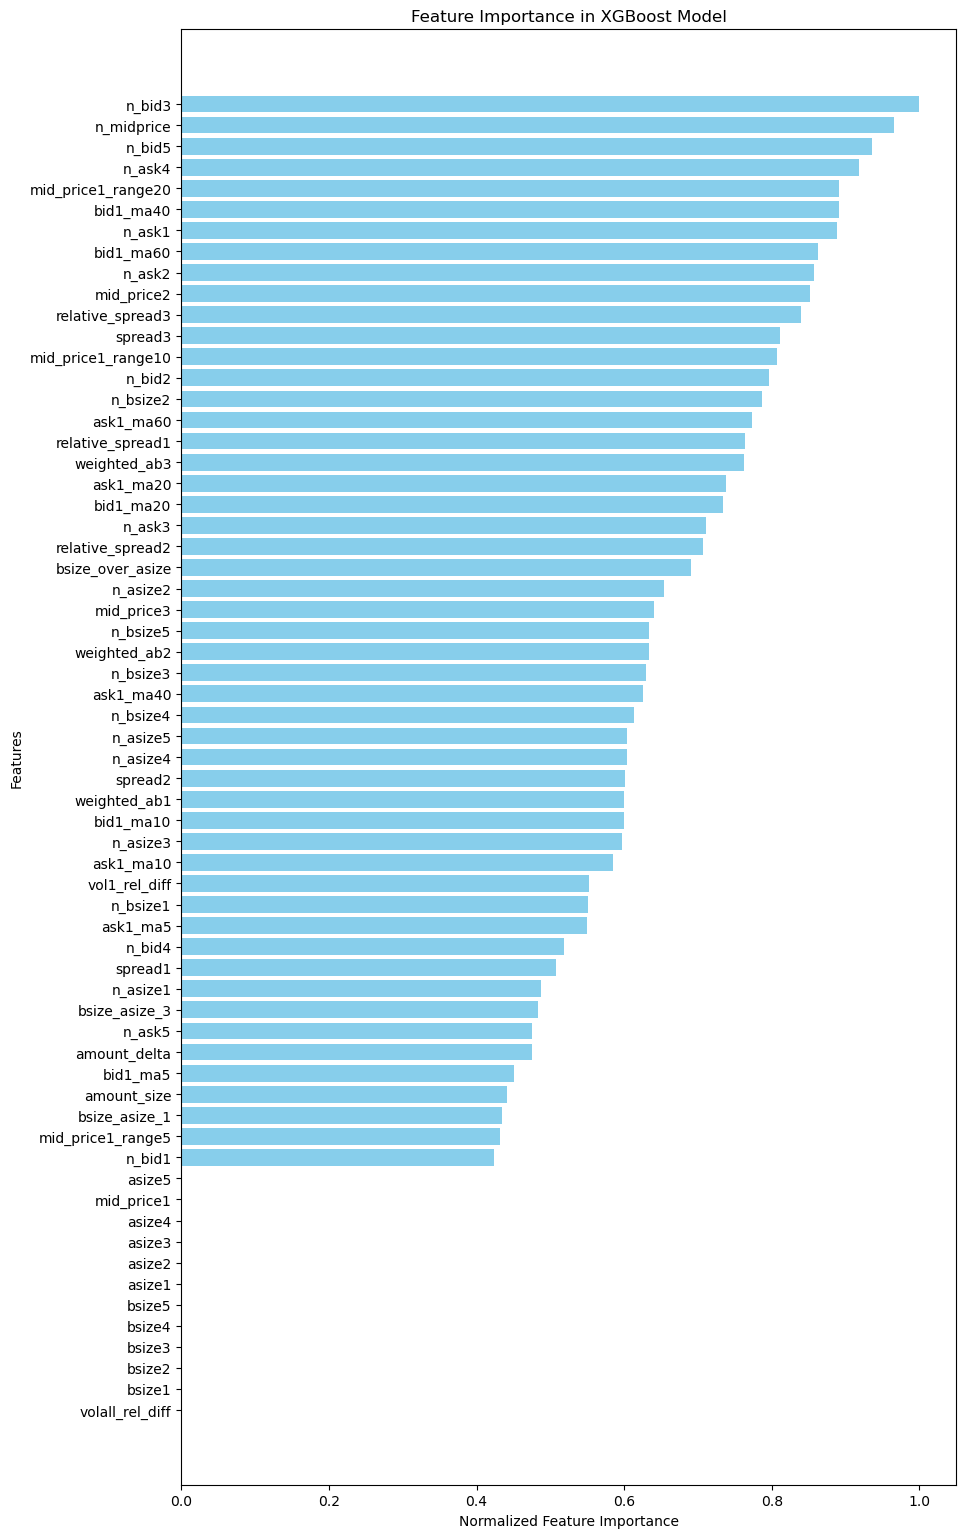 Feature Importance in XGBoost Model
n_bid3
n_midprice
n_bid5
n_ask4
mid_price1_range20
bid1_ma40
n_ask1
bid1_ma60
n_ask2
mid_price2
relative_spread3
spread3
mid_price1_range10
n_bid2
n_bsize2
ask1_ma60
relative_spread1
weighted_ab3
ask1_ma20
bid1_ma20
n_ask3
relative_spread2
bsize_over_asize
n_asize2
mid_price3
n_bsize5
weighted_ab2
n_bsize3
ask1_ma40
n_bsize4
n_asize5
n_asize4
spread2
weighted_ab1
bid1_ma10
n_asize3
ask1_ma10
vol1_rel_diff
n_bsize1
ask1_ma5
n_bid4
spread1
n_asize1
bsize_asize_3
n_ask5
amount_delta
bid1_ma5
amount_size
bsize_asize_1
mid_price1_range5
n_bid1
asize5
mid_price1
asize4
asize3
asize2
asize1
bsize5
bsize4
bsize3
bsize2
bsize1
volall_rel_diff
Features
0.0 0.2 0.4 0.6 0.8 1.0
Normalized Feature Importance